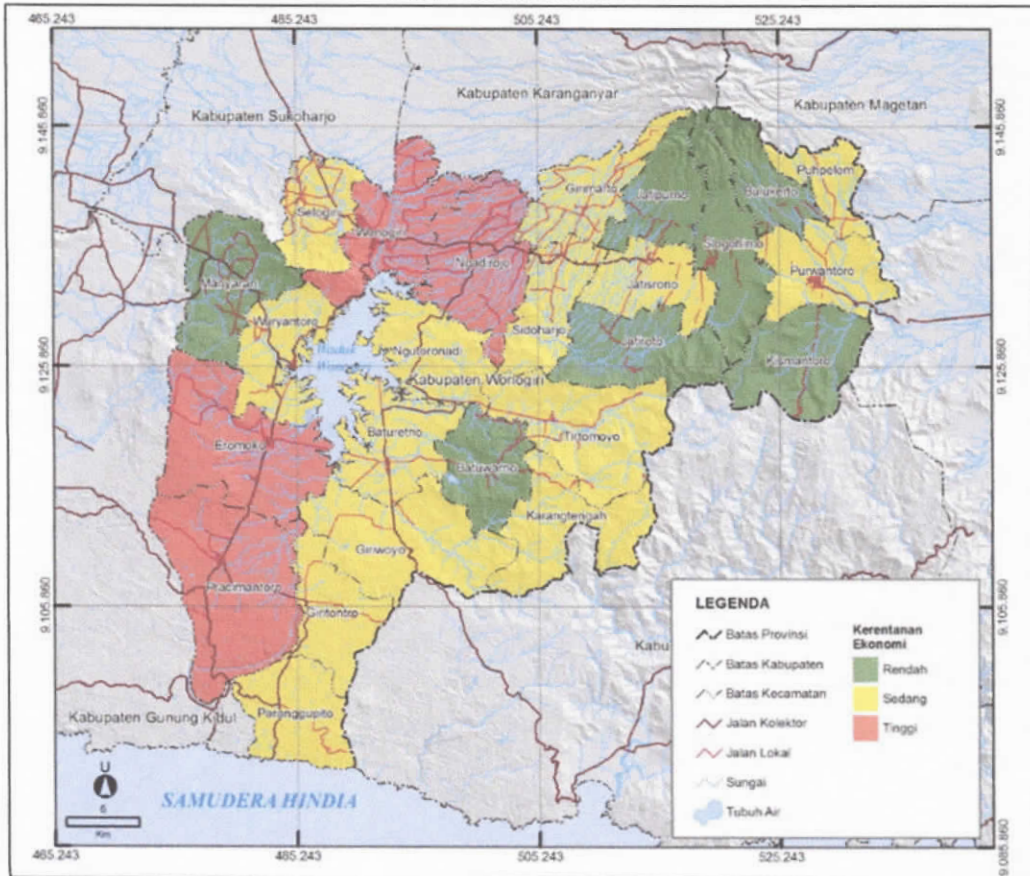 465.243
485.243
505.243
525.243
9.145.860
9.145.860
Kabupaten Sukoharjo
Kabupaten Karanganyar
Kabupaten Magetan
Selogiri
Wonogiri
Ngadirojo
Girimarto
Jatipurno
Bulukerto
Puhpelem
Slogohimo
Purwantoro
Manyaran
Wuryantoro
Jatisrono
Sidoharjo
Jatiroto
Kismantoro
Waduk
Nguntoronadi
Kabupaten Wonogiri
9.125.860
9.125.860
Eromoko
Baturetno
Batuwarno
Tirtomoyo
Karangtengah
Giriwoyo
Pracimantoro
Giritontro
9.105.860
9.105.860
Paranggupito
Kabupaten Gunung Kidul
Kabu
SAMUDERA HINDIA
U
6
Km
LEGENDA
Batas Provinsi
Batas Kabupaten
Batas Kecamatan
Jalan Kolektor
Jalan Lokal
Sungai
Tubuh Air
Kerentanan
Ekonomi
Rendah
Sedang
Tinggi
9.085.860
465.243
485.243
505.243
525.243